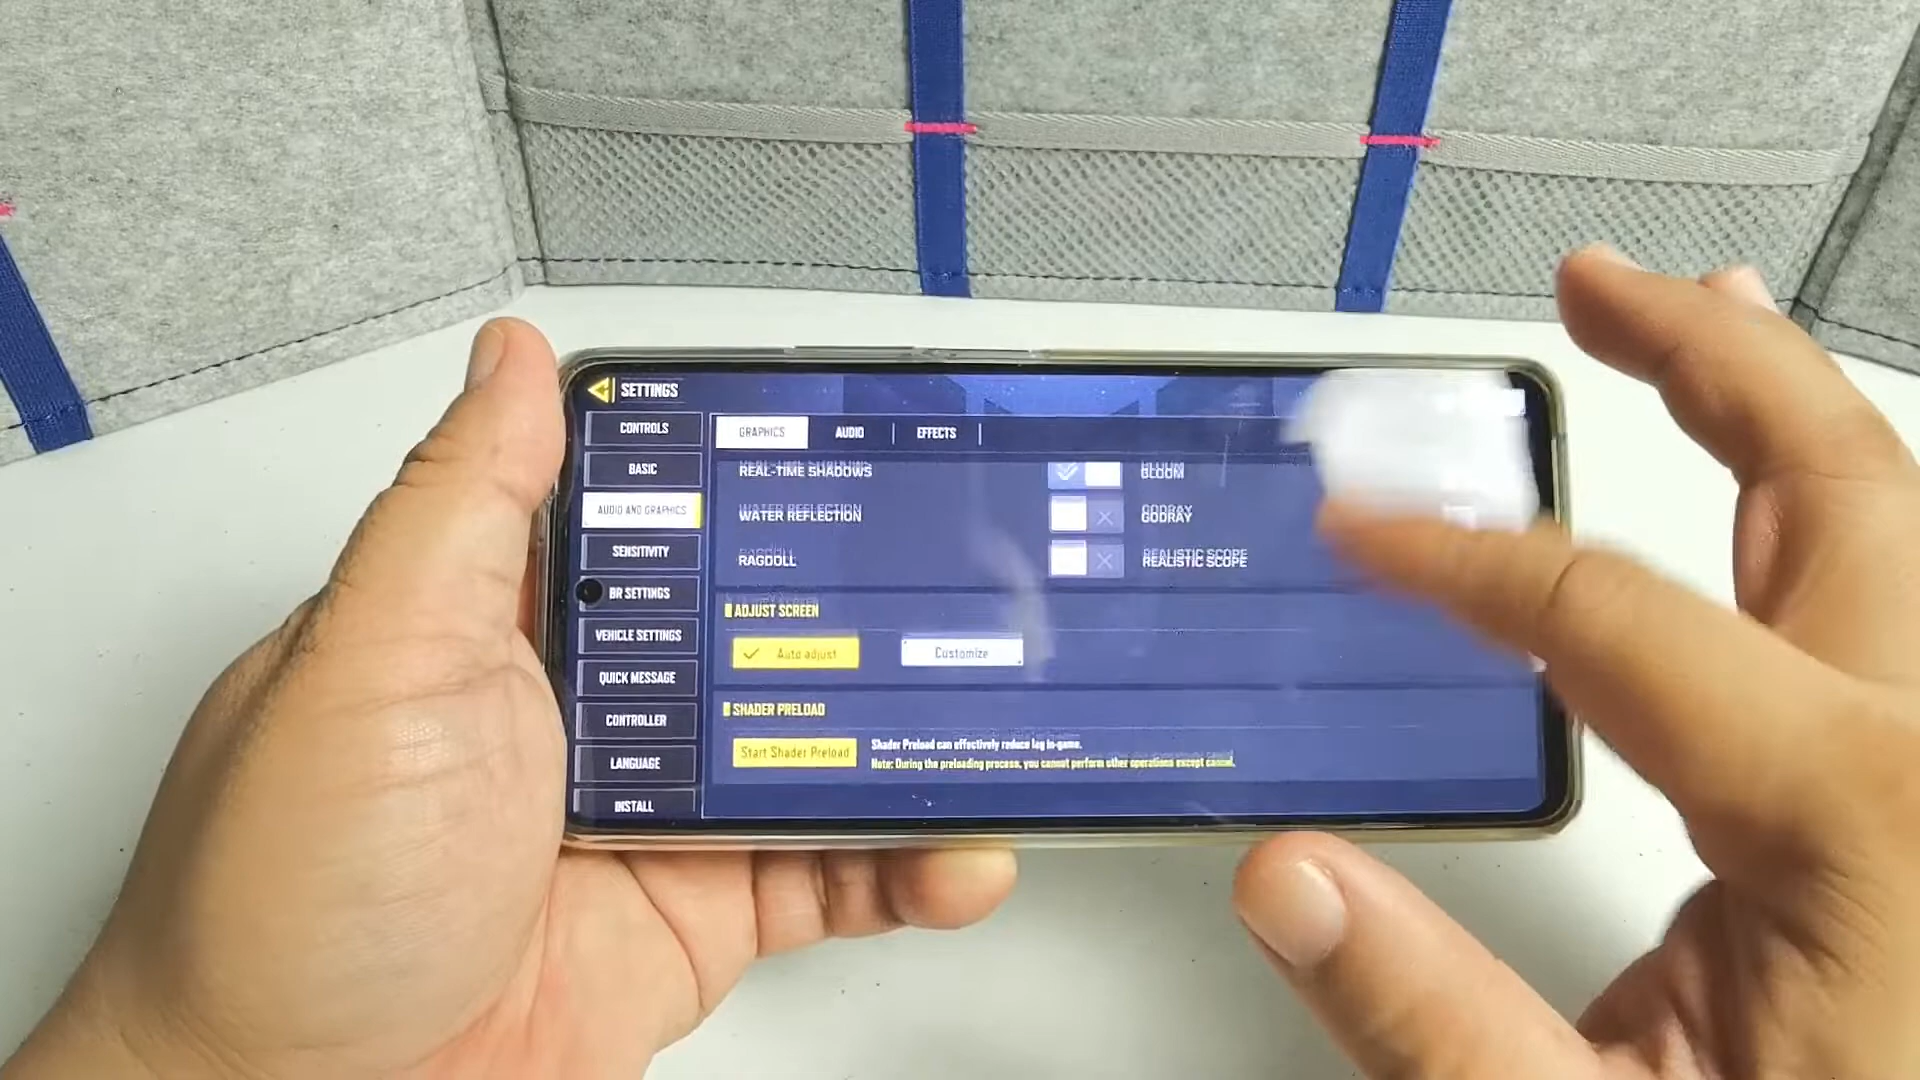 SETTINGS
CONTROLS
BASIC
AUDIO AND GRAPHICS
SENSITIVITY
BR SETTINGS
VEHICLE SETTINGS
QUICK MESSAGE
CONTROLLER
LANGUAGE
INSTALL
GRAPHICS
AUDIO
EFFECTS
REAL-TIME SHADOWS
BLOOM
WATER REFLECTION
GODRAY
RAGDOLL
REALISTIC SCOPE
ADJUST SCREEN
Auto adjust
Customize
SHADER PRELOAD
Start Shader Preload
Shader Preload can effectively reduce lag in-game.
Note: During the preloading process, you cannot perform other operations except cancel.